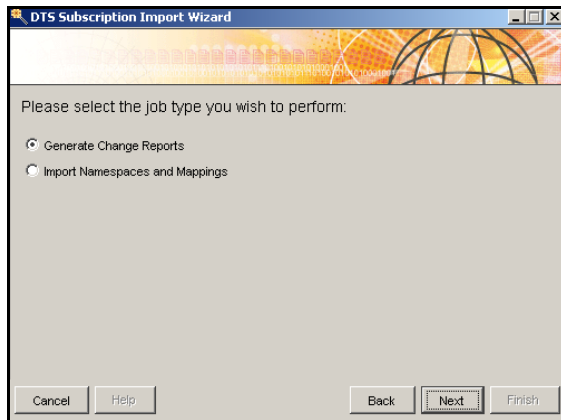 DTS Subscription Import Wizard
Please select the job type you wish to perform:
Generate Change Reports
Import Namespaces and Mappings
Cancel Help Back Next Finish